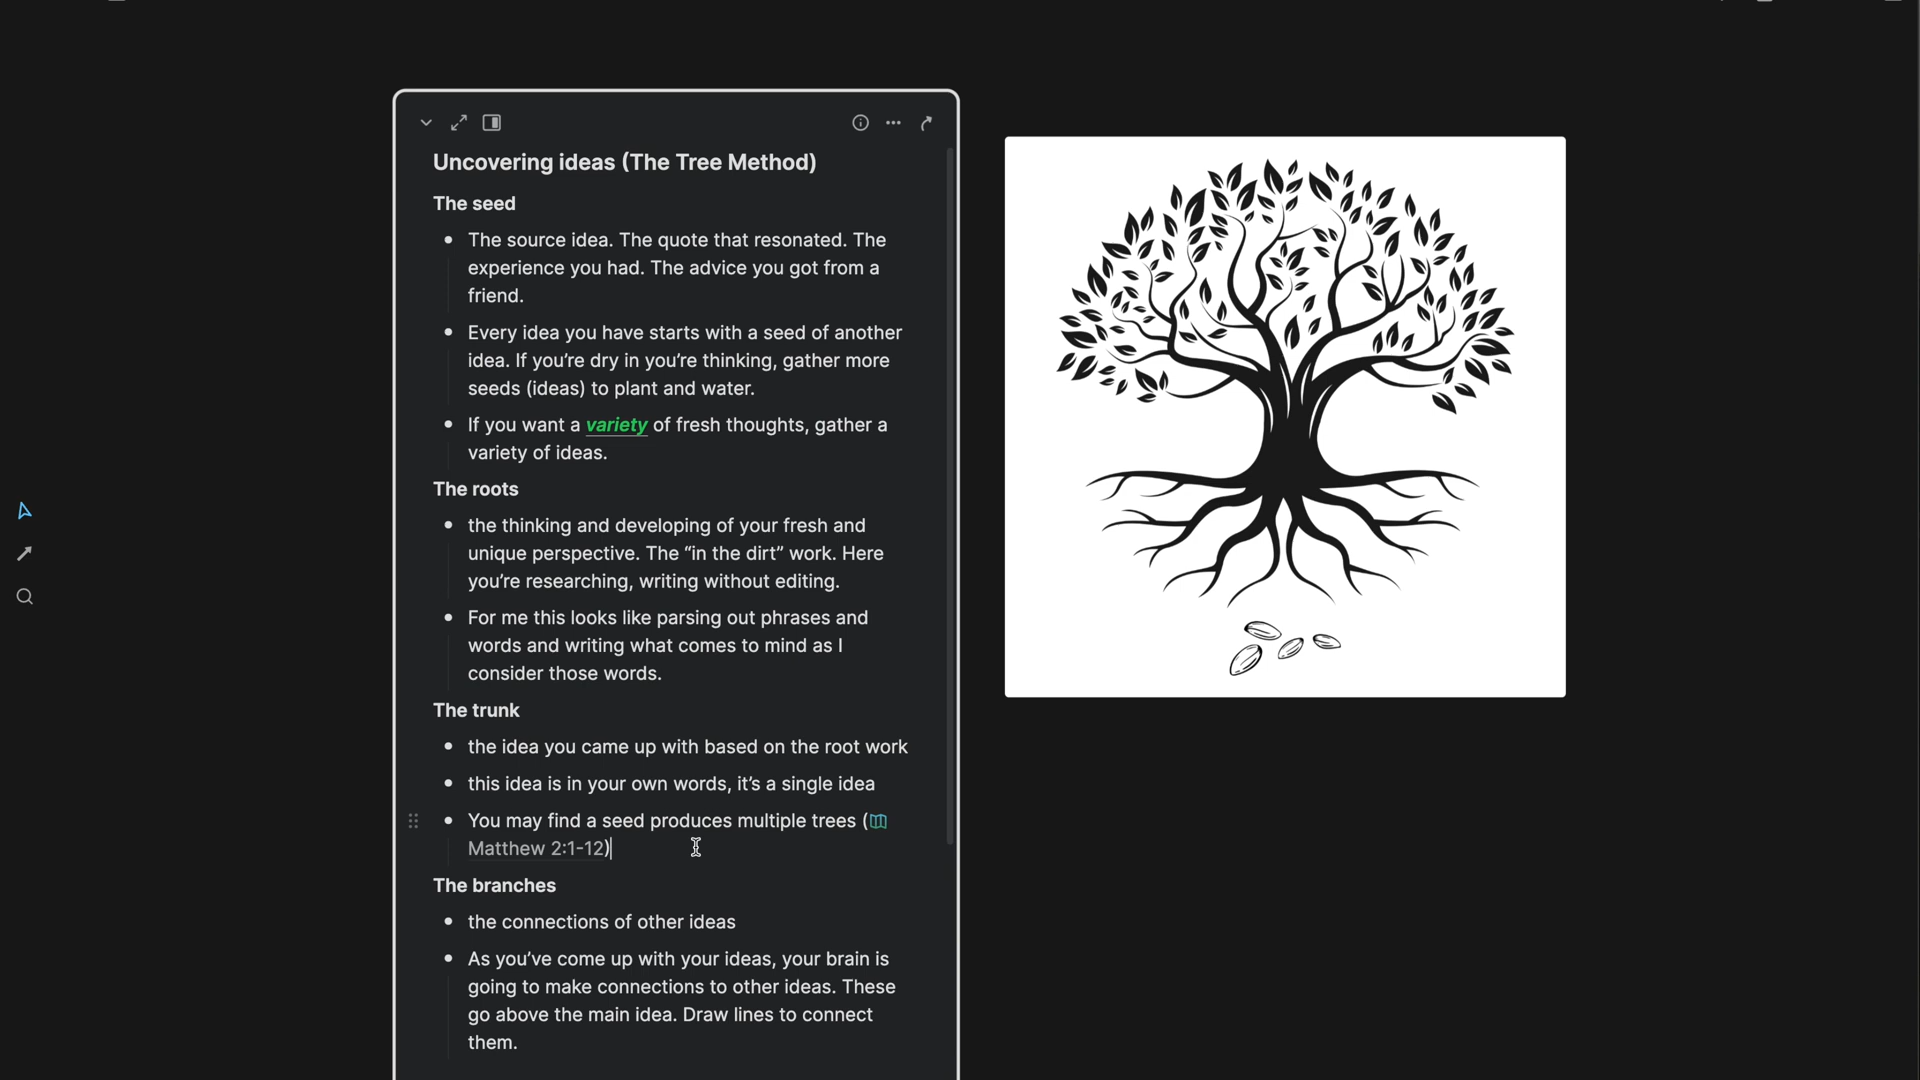 Uncovering ideas (The Tree Method)
The seed
The source idea. The quote that resonated. The
experience you had. The advice you got from a
friend.
Every idea you have starts with a seed of another
idea. If you’re dry in you’re thinking, gather more
seeds (ideas) to plant and water.
If you want a variety of fresh thoughts, gather a
variety of ideas.
The roots
the thinking and developing of your fresh and
unique perspective. The “in the dirt” work. Here
you’re researching, writing without editing.
For me this looks like parsing out phrases and
words and writing what comes to mind as I
consider those words.
The trunk
the idea you came up with based on the root work
this idea is in your own words, it’s a single idea
You may find a seed produces multiple trees (
Matthew 2:1-12)
The branches
the connections of other ideas
As you’ve come up with your ideas, your brain is
going to make connections to other ideas. These
go above the main idea. Draw lines to connect
them.